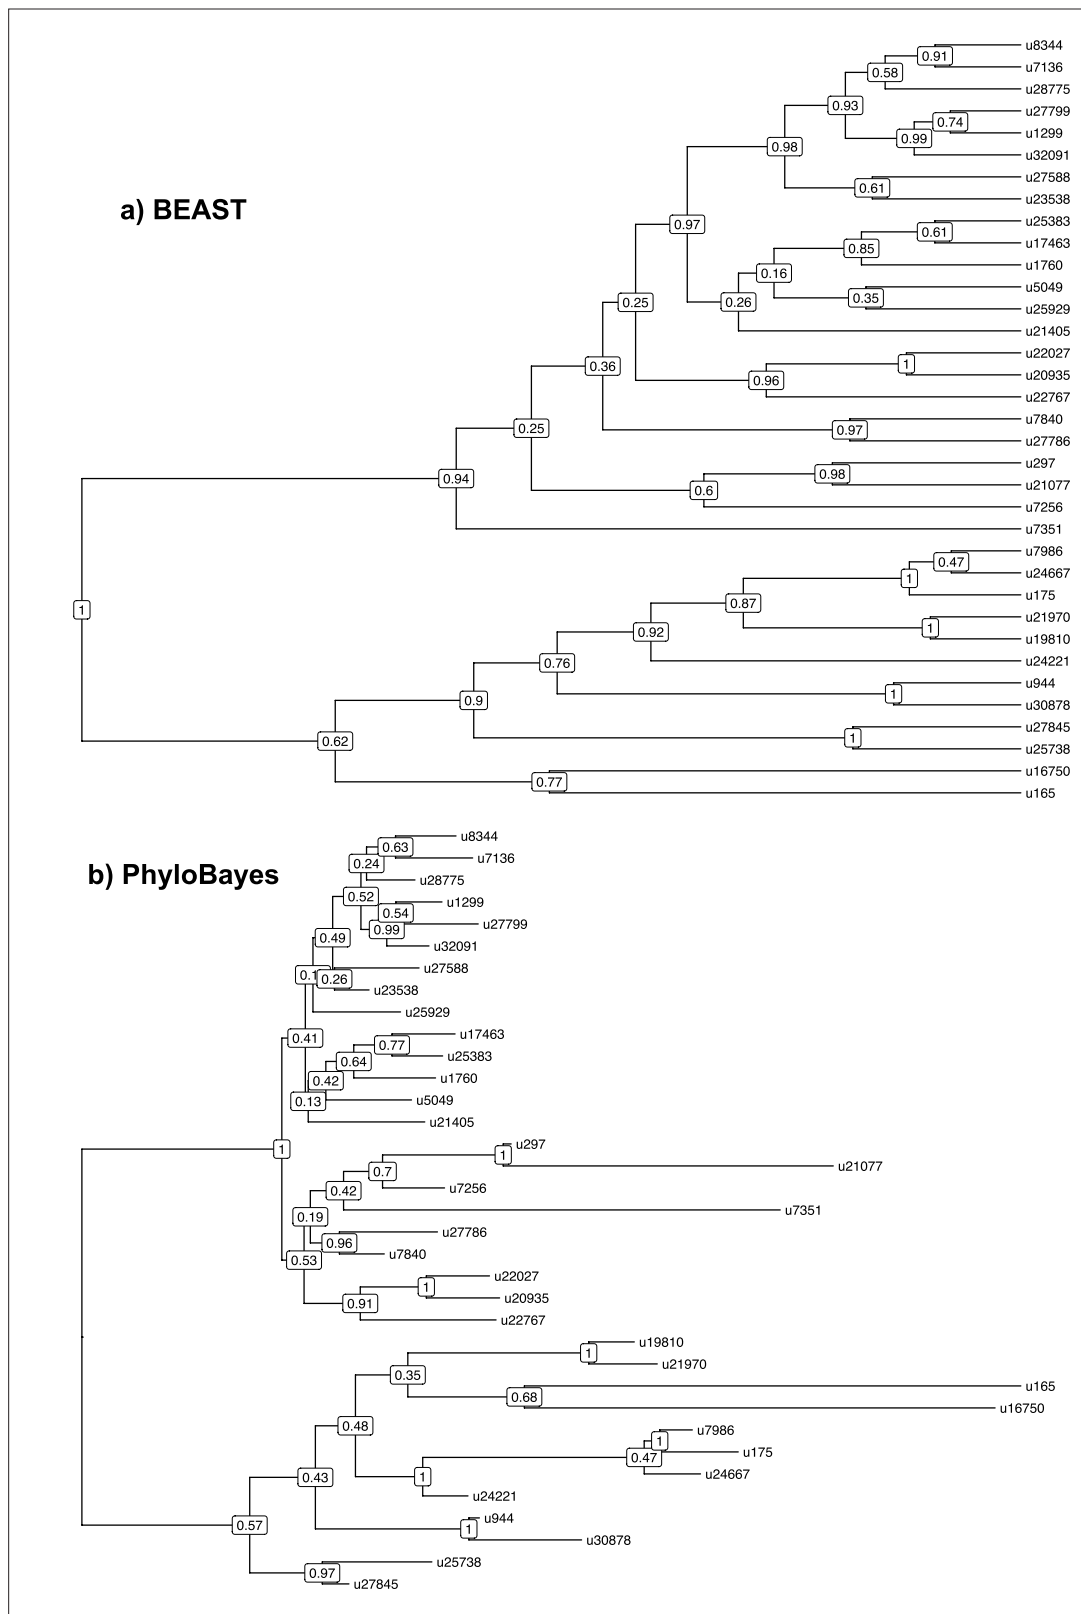 u8344
0.91
u7136
0.58
u28775
0.93
u27799
0.74
u1299
0.99
u32091
0.98
u27588
0.61
u23538
a) BEAST
0.97
u25383
0.61
u17463
0.85
u1760
0.16
u5049
0.35
u25929
0.26
u21405
0.25
u22027
1
u20935
0.96
u22767
0.36
u7840
0.97
u27786
0.25
u297
0.98
u21077
0.6
u7256
0.94
u7351
u7986
0.47
u24667
1
u175
0.87
u21970
1
u19810
0.92
u24221
0.76
u944
1
u30878
0.9
u27845
1
u25738
0.62
u16750
0.77
u165
1
b) PhyloBayes
u8344
0.63
u7136
0.24
u28775
0.52
u1299
0.54
u27799
0.99
u32091
0.49
u27588
0.26
u23538
u25929
0.41
u17463
0.77
u25383
0.64
u1760
0.42
u5049
0.13
u21405
1
u297
1
u21077
0.7
u7256
0.42
u7351
0.19
u27786
0.96
u7840
0.53
u22027
1
u20935
0.91
u22767
u19810
1
u21970
0.35
u165
0.68
u16750
0.48
u7986
1
u175
0.47
u24667
1
u24221
0.43
u944
1
u30878
0.57
u25738
0.97
u27845